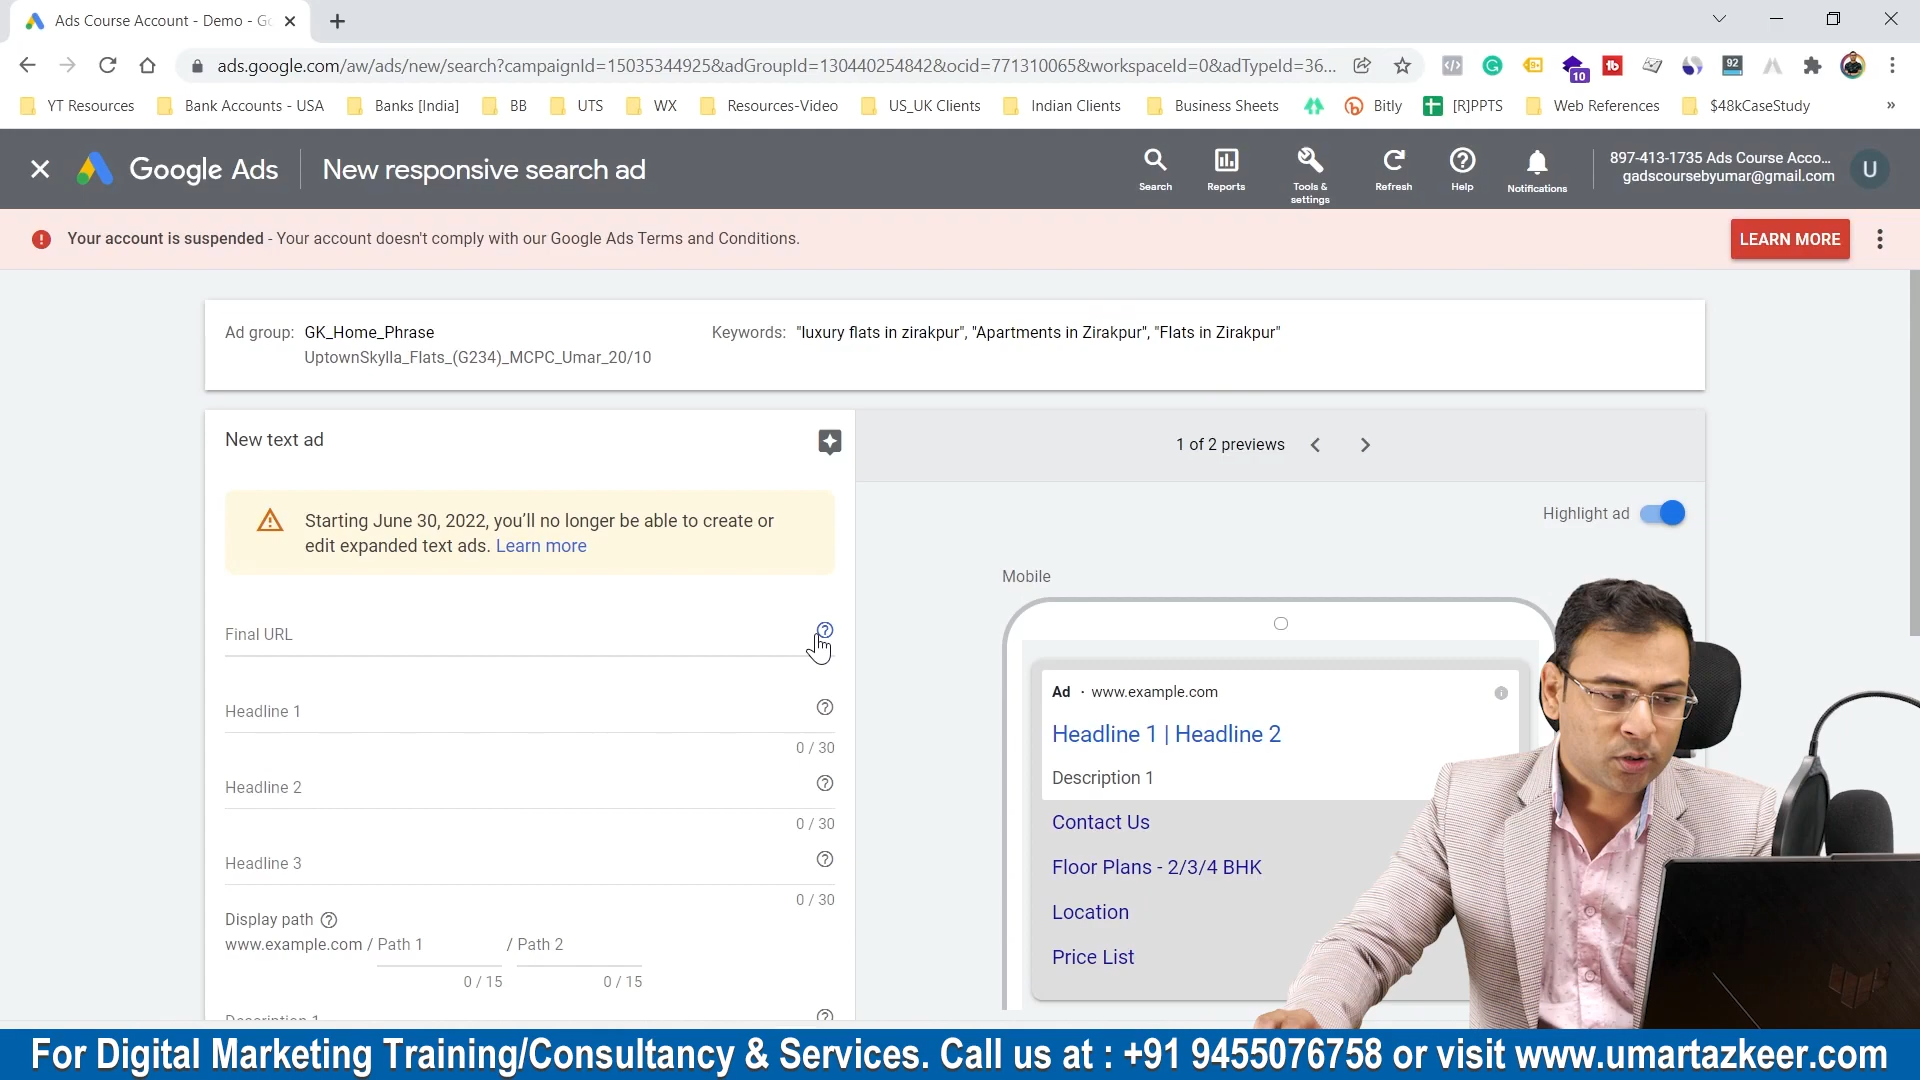 Ads Course Account - Demo - Go
ads.google.com/aw/ads/new/search?campaignId=15035344925&adGroupId=130440254842&ocid=771310065&workspaceId=0&adTypeId=36...
10
92
YT Resources
Bank Accounts - USA
Banks [India]
BB
UTS
WX
Resources-Video
US_UK Clients
Indian Clients
Business Sheets
Bitly
[R]PPTS
Web References
$48kCaseStudy
»
Google Ads
New responsive search ad
Search
Reports
Tools &
settings
Refresh
Help
Notifications
897-413-1735 Ads Course Acco...
gadscoursebyumar@gmail.com
U
Your account is suspended - Your account doesn't comply with our Google Ads Terms and Conditions.
LEARN MORE
Ad group: GK_Home_Phrase
UptownSkylla_Flats_(G234)_MCPC_Umar_20/10
Keywords: "luxury flats in zirakpur", "Apartments in Zirakpur", "Flats in Zirakpur"
New text ad
1 of 2 previews
Starting June 30, 2022, you'll no longer be able to create or
edit expanded text ads. Learn more
Highlight ad
Mobile
Final URL
Headline 1
0 / 30
Headline 2
0 / 30
Headline 3
0 / 30
Display path
www.example.com / Path 1 / Path 2
0 / 15
0 / 15
Description 1
Ad · www.example.com
Headline 1 | Headline 2
Description 1
Contact Us
Floor Plans - 2/3/4 BHK
Location
Price List
For Digital Marketing Training/Consultancy & Services. Call us at : +91 9455076758 or visit www.umartazkeer.com